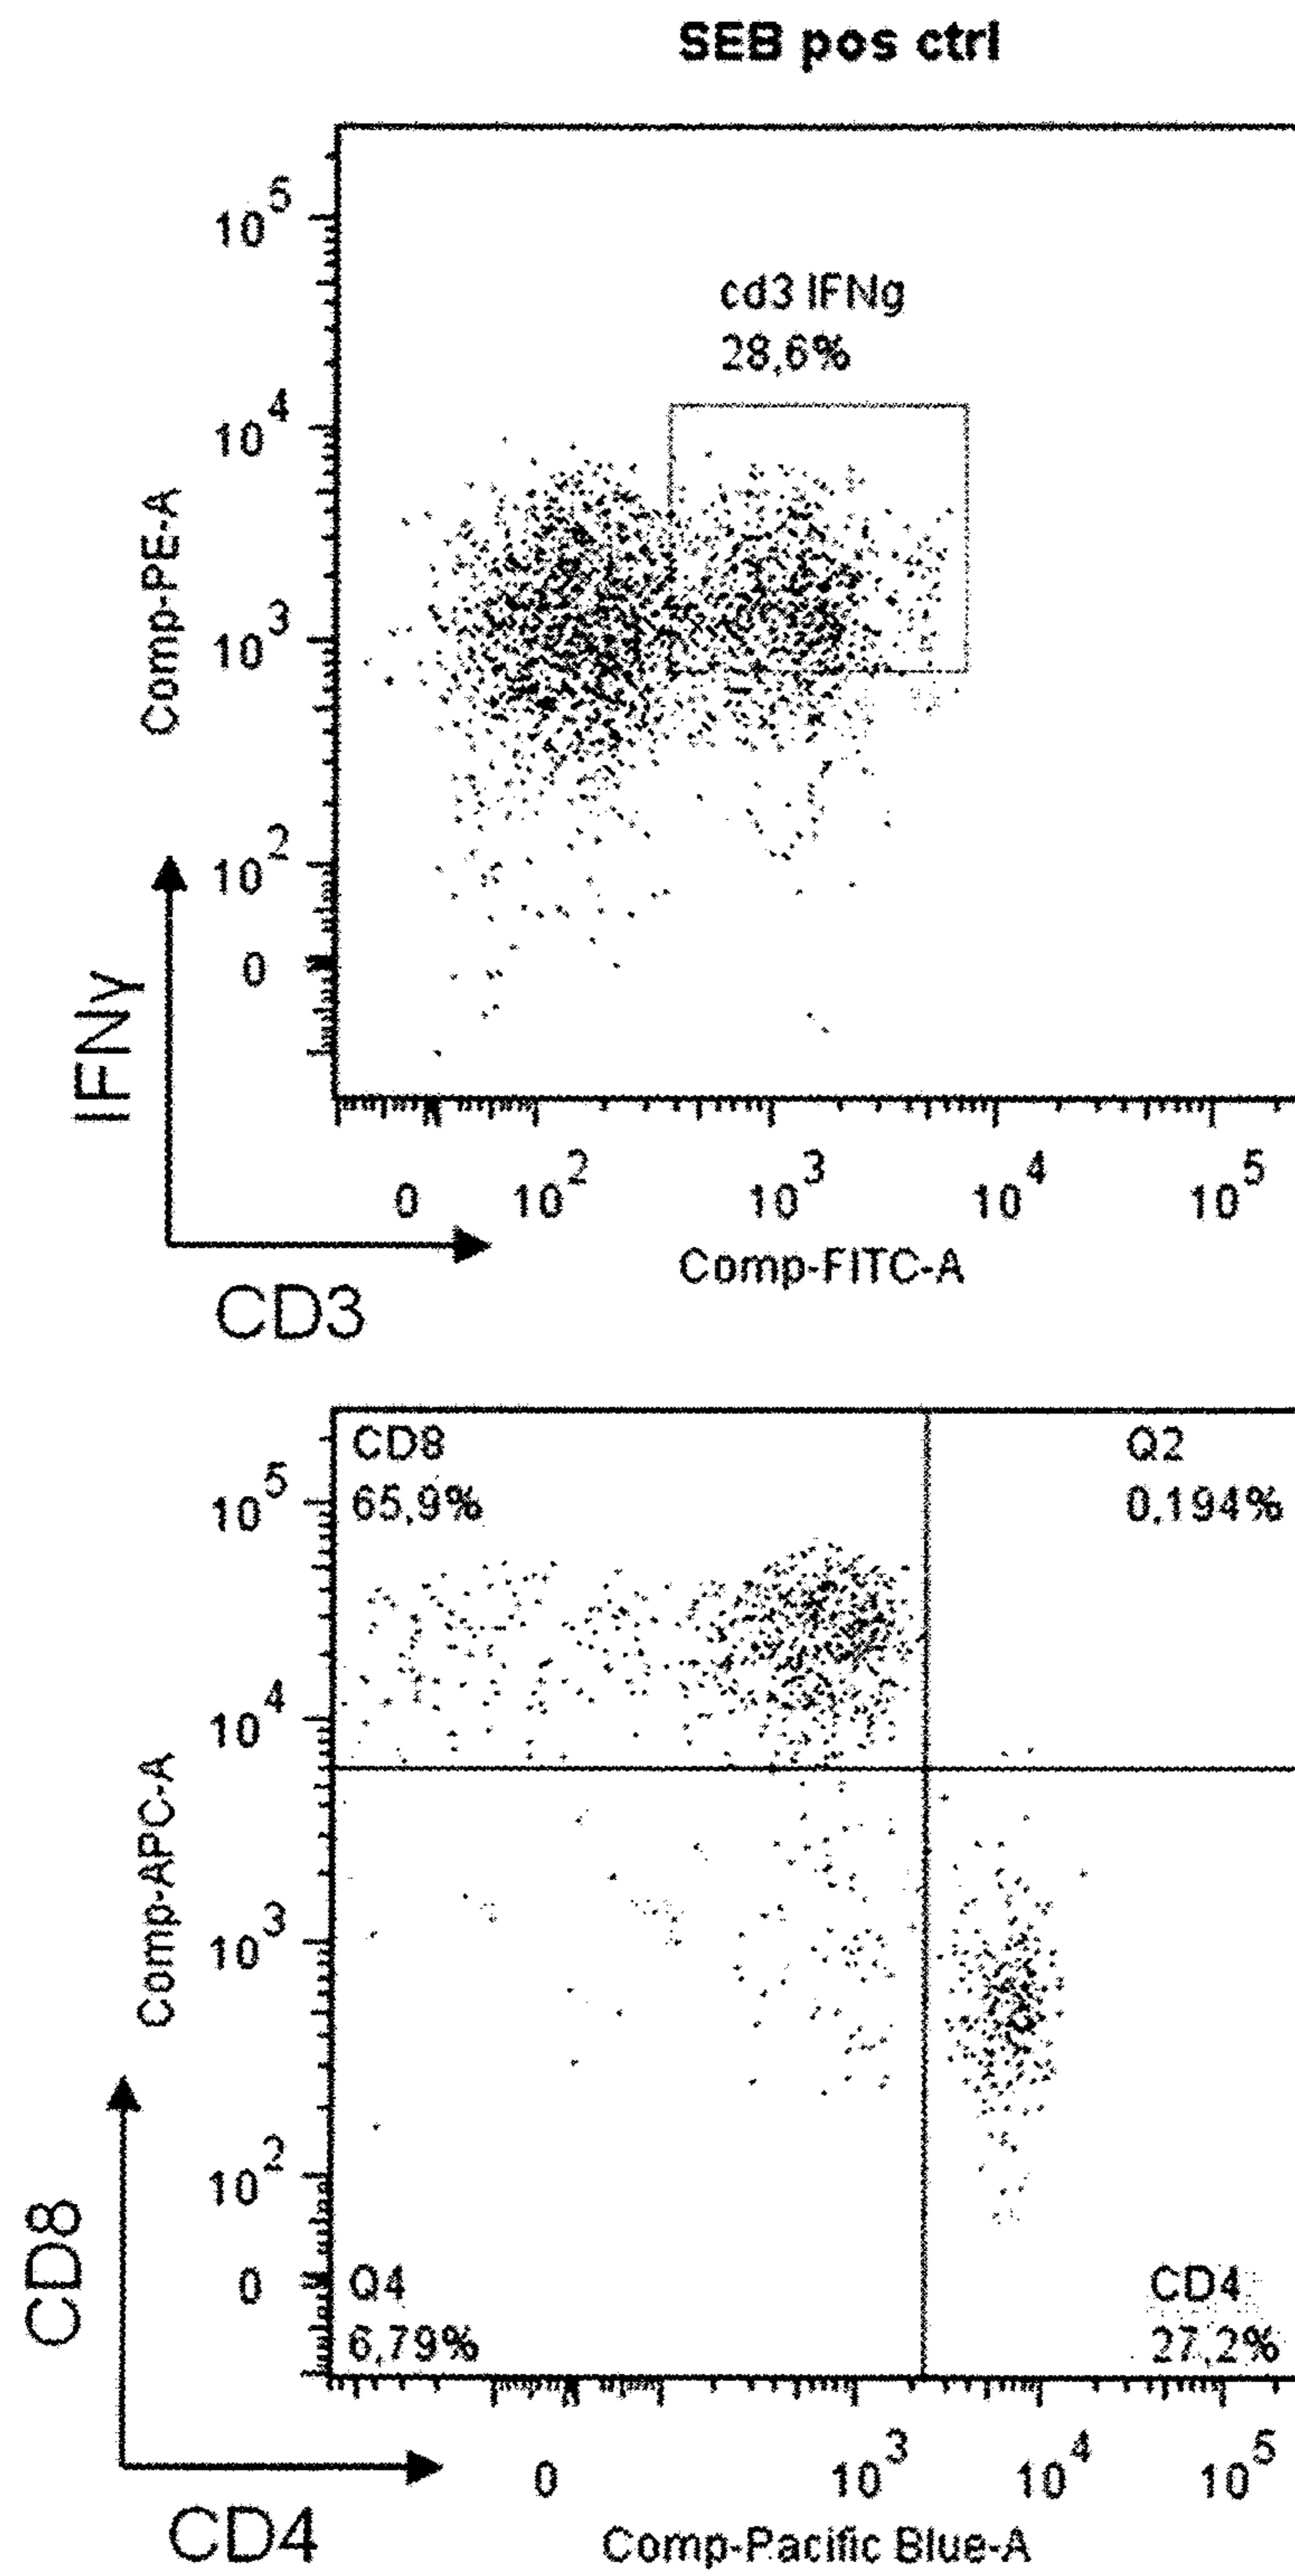 SEB pos ctrl
10^5
cd3 IFNg
28,6%
10^4
10^3
10^2
0
Comp-PE-A
IFNγ
0 10^2 10^3 10^4 10^5
Comp-FITC-A
CD3
CD8 Q2
65,9% 0,194%
10^5
10^4
10^3
10^2
0
Comp-APC-A
CD8
Q4 CD4
6,79% 27,2%
0 10^3 10^4 10^5
Comp-Pacific Blue-A
CD4